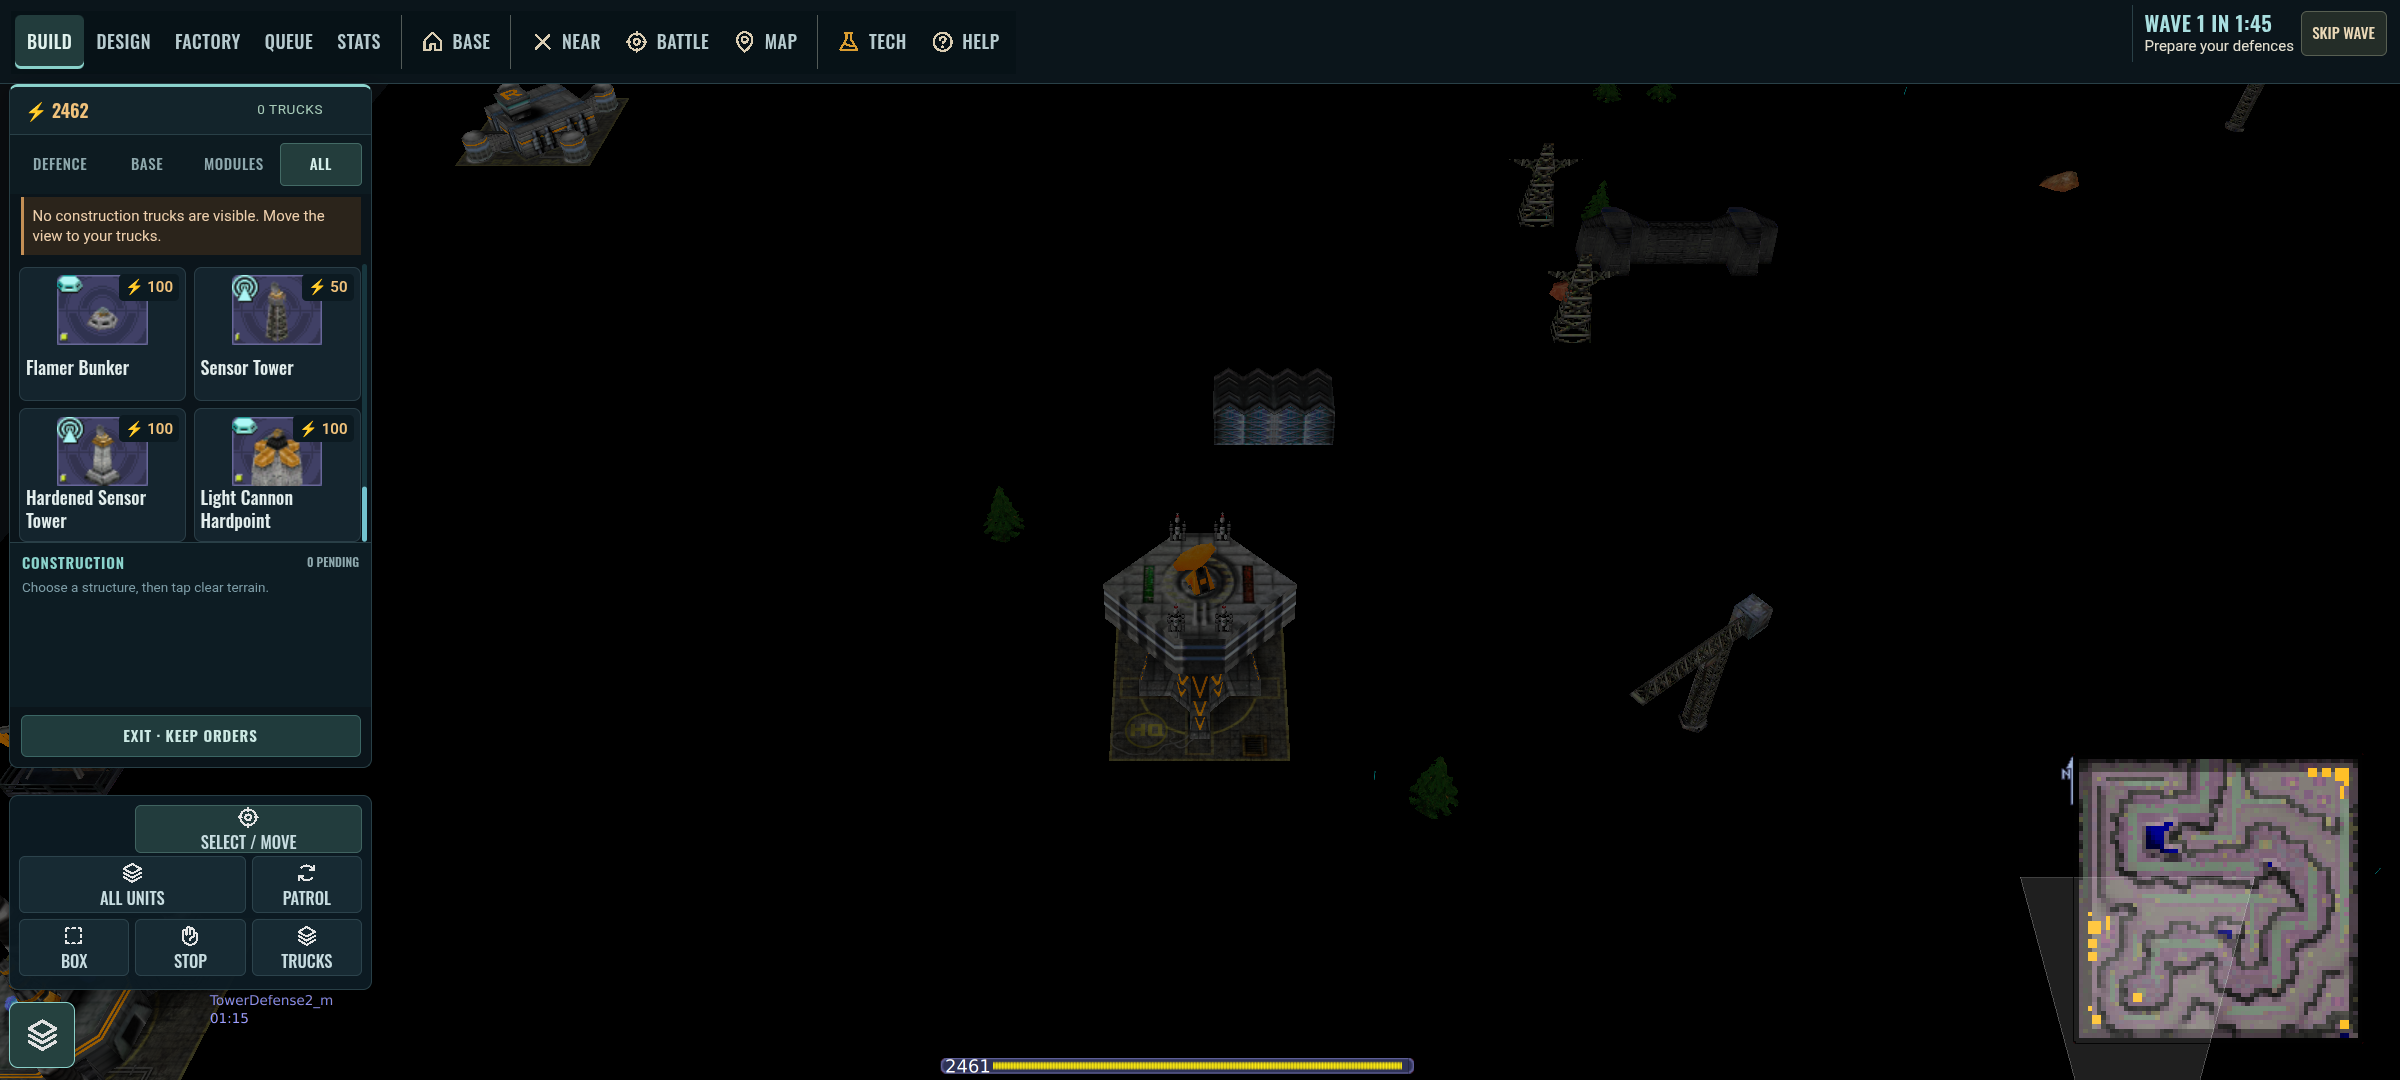 BUILD DESIGN FACTORY QUEUE STATS BASE NEAR BATTLE MAP TECH HELP
WAVE 1 IN 1:45
Prepare your defences
SKIP WAVE
2462
0 TRUCKS
DEFENCE BASE MODULES ALL
No construction trucks are visible. Move the
view to your trucks.
100
Flamer Bunker
50
Sensor Tower
100
Hardened Sensor
Tower
100
Light Cannon
Hardpoint
CONSTRUCTION
0 PENDING
Choose a structure, then tap clear terrain.
EXIT · KEEP ORDERS
SELECT / MOVE
ALL UNITS
PATROL
BOX
STOP
TRUCKS
TowerDefense2_m
01:15
HQ
N
2461